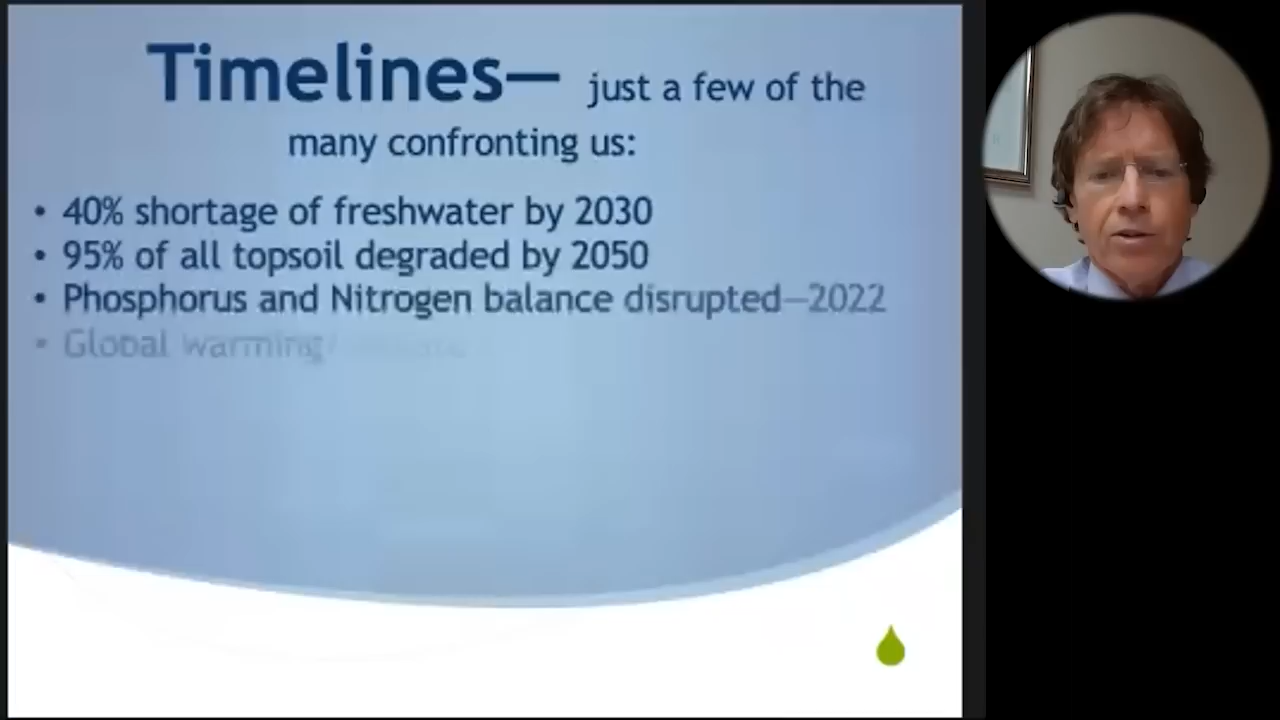 Timelines— just a few of the
many confronting us:
• 40% shortage of freshwater by 2030
• 95% of all topsoil degraded by 2050
• Phosphorus and Nitrogen balance disrupted—2022
• Global warming/